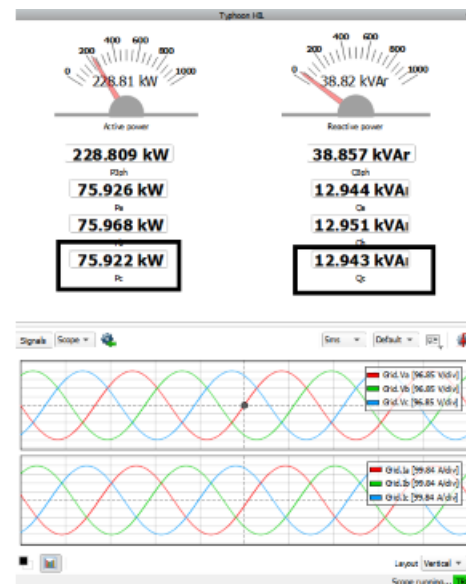 Typhoon HIL
0 200 400 600 800 1000
228.81 kW
Active power
0 200 400 600 800 1000
38.82 kVAr
Reactive power
228.809 kW
P3ph
38.857 kVAr
Q3ph
75.926 kW
Pa
12.944 kVAr
Qa
75.968 kW
12.951 kVAr
Qb
75.922 kW
Pc
12.943 kVAr
Qc
Signals Scope 5ms Default
Grid.Va [96.85 V/div]
Grid.Vb [96.85 V/div]
Grid.Vc [96.85 V/div]
Grid.Ia [99.84 A/div]
Grid.Ib [99.84 A/div]
Grid.Ic [99.84 A/div]
Layout Vertical
Scope running...